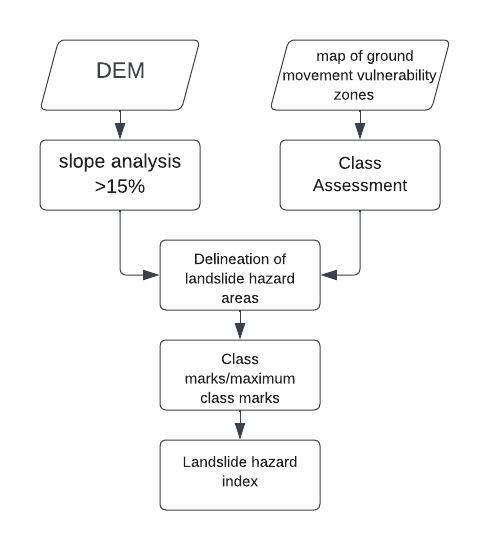 DEM
map of ground
movement vulnerability
zones
slope analysis
>15%
Class
Assessment
Delineation of
landslide hazard
areas
Class
marks/maximum
class marks
Landslide hazard
index